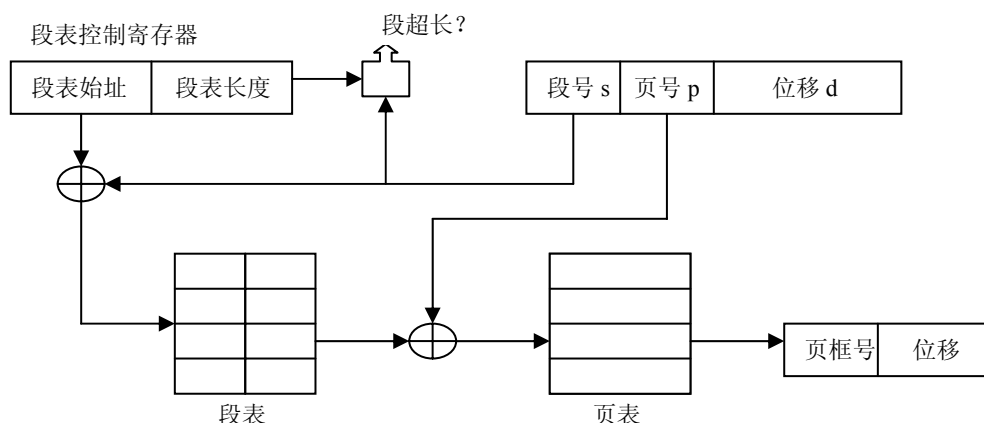 段超长？
段表控制寄存器
段表始址 段表长度
段号 s 页号 p 位移 d
页框号 位移
段表 页表